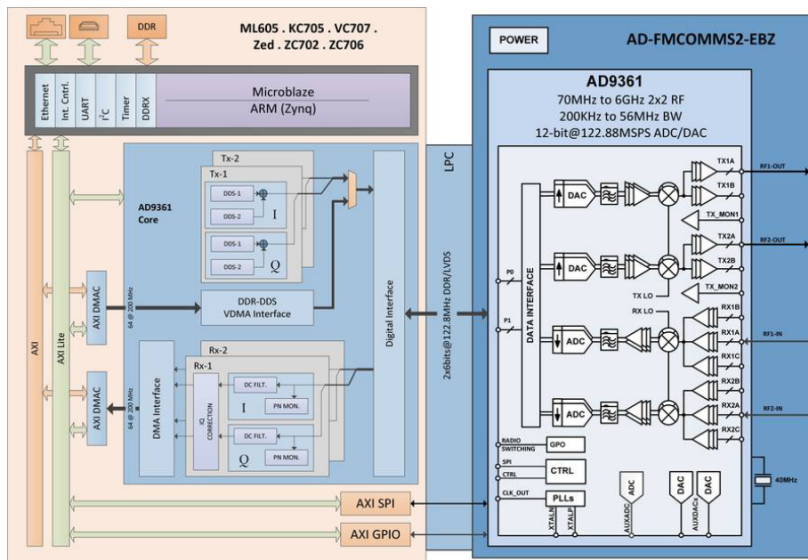 ML605 . KC705 . VC707 .
Zed . ZC702 . ZC706
DDR
Ethernet
Int. Cntrl.
UART
I²C
Timer
DDRX
Microblaze
ARM (Zynq)
AXI
AXI Lite
AD9361
Core
Tx-2
Tx-1
DDS-1
DDS-2
I
DDS-1
DDS-2
Q
AXI DMAC
64 @ 200 MHz
DDR-DDS
VDMA Interface
Digital Interface
AXI DMAC
64 @ 200 MHz
DMA Interface
Rx-2
Rx-1
IQ
CORRECTION
DC FILT.
I
PN MON.
DC FILT.
Q
PN MON.
AXI SPI
AXI GPIO
LPC
2x6bits@122.8MHz DDR/LVDS
POWER
AD-FMCOMMS2-EBZ
AD9361
70MHz to 6GHz 2x2 RF
200KHz to 56MHz BW
12-bit@122.88MSPS ADC/DAC
P0
P1
DATA INTERFACE
DAC
DAC
ADC
ADC
TX LO
RX LO
TX1A
TX1B
TX_MON1
TX2A
TX2B
TX_MON2
RX1B
RX1A
RX1C
RX2B
RX2A
RX2C
RF1-OUT
RF2-OUT
RF1-IN
RF2-IN
RADIO
SWITCHING
GPO
SPI
CTRL
CTRL
CLK_OUT
PLLs
XTALN
XTALP
ADC
AUXADC
DAC
DAC
AUXDACx
40MHz